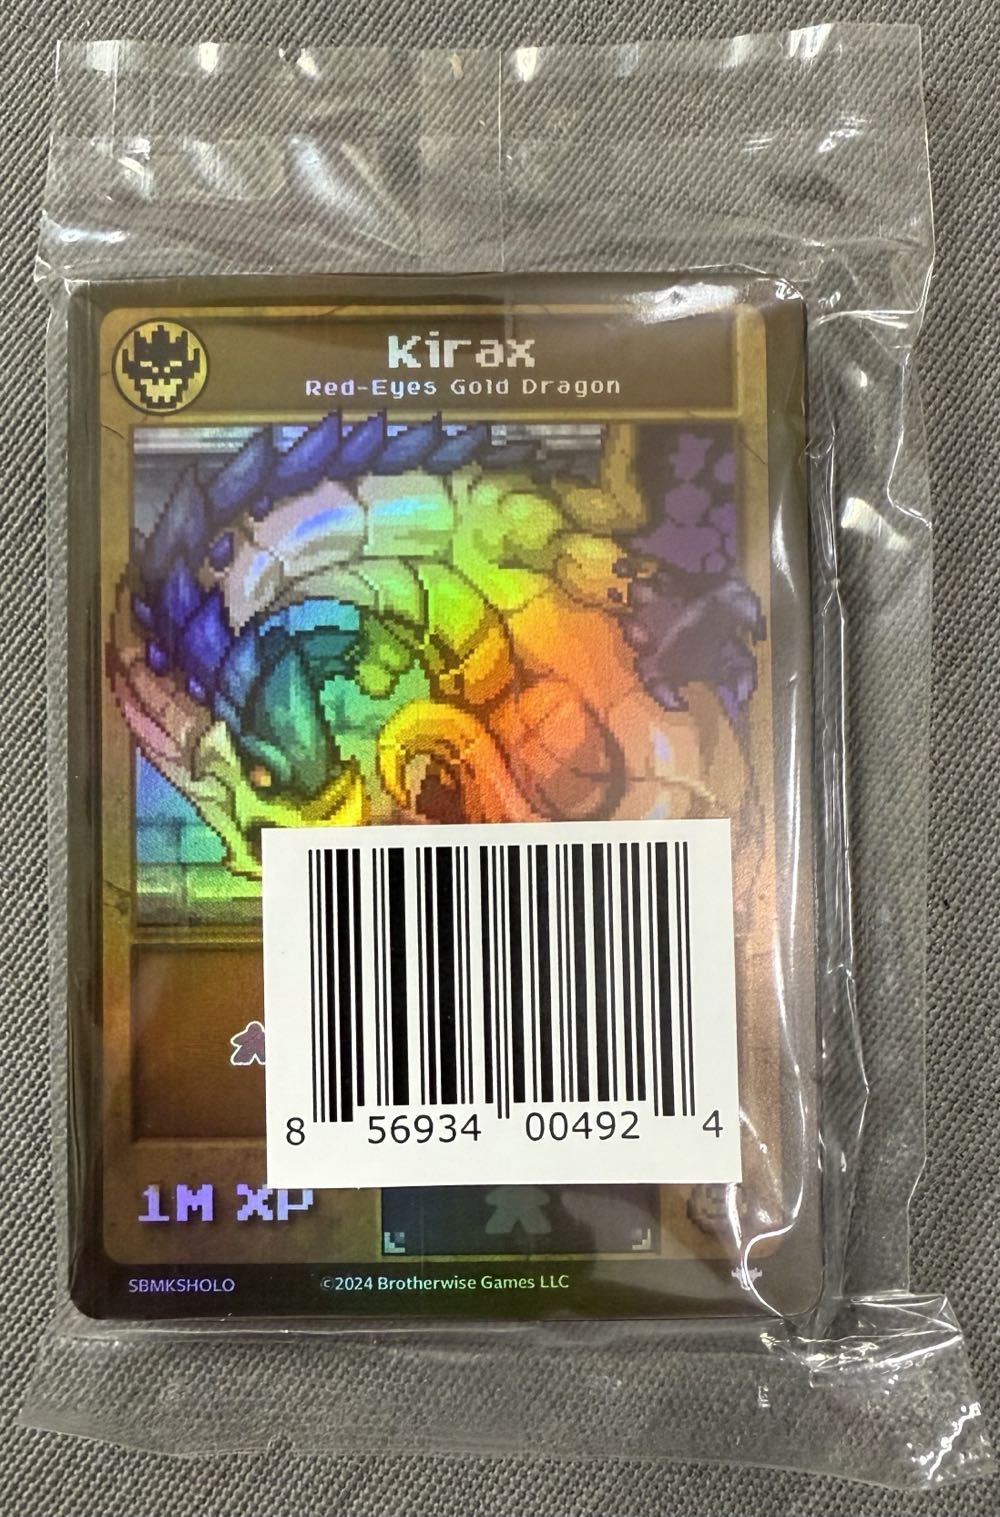 Kirax
Red-Eyes Gold Dragon
8 56934 00492 4
1M XP
SBMKSHOLO ©2024 Brotherwise Games LLC